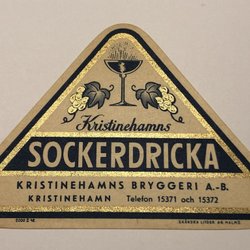 Kristinehamns
SOCKERDRICKA
KRISTINEHAMNS BRYGGERI A.-B.
KRISTINEHAMN Telefon 15371 och 15372